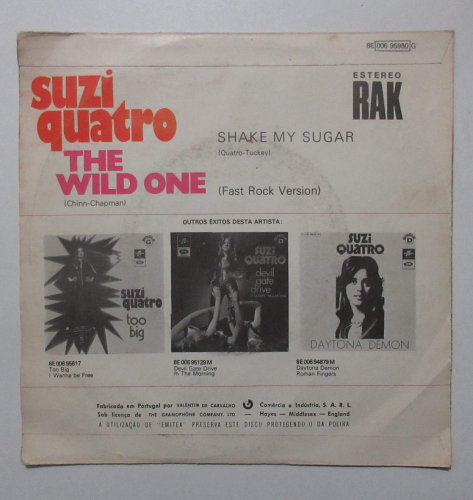 8E 006 95980 G
ESTEREO
RAK
suzi
quatro
THE
WILD ONE
(Chinn-Chapman)
SHAKE MY SUGAR
(Quatro-Tuckey)
(Fast Rock Version)
OUTROS ÊXITOS DESTA ARTISTA:
suzi
quatro
too
big
SUZI
QUATRO
devil
gate
drive
SUZI
QUATRO
DAYTONA DEMON
8E 006 95617
Too Big
I Wanna be Free
8E 006 95129 M
Devil Gate Drive
In The Morning
8E 006 94879 M
Daytona Demon
Roman Fingers
Fabricado em Portugal por VALENTIM DE CARVALHO Comércio e Indústria, S. A. R. L.
Sob licença de THE GRAMOPHONE COMPANY, LTD — Hayes — Middlesex — England
A UTILIZAÇÃO DE "EMITEX" PRESERVA ESTE DISCO PROTEGENDO O DA POEIRA